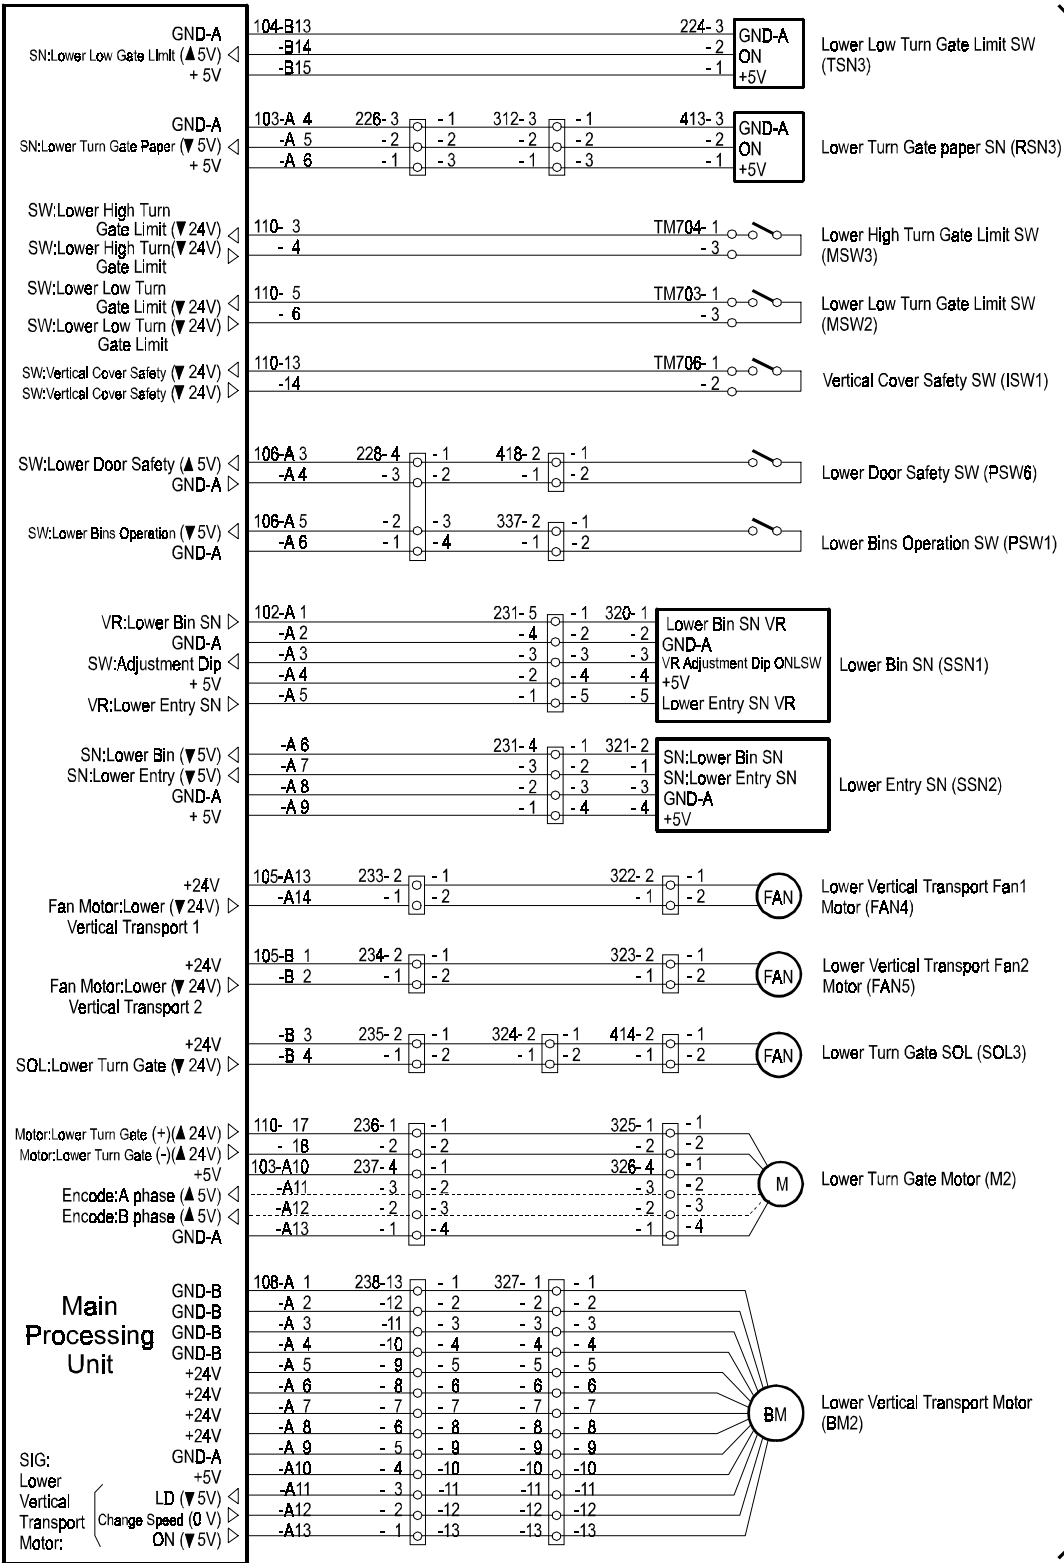 GND-A 104-B13 224-3 GND-A
SN:Lower Low Gate Limit (▲5V) ◁ -B14 -2 ON Lower Low Turn Gate Limit SW
+5V -B15 -1 +5V (TSN3)
GND-A 103-A 4 226-3 -1 312-3 -1 413-3 GND-A
SN:Lower Turn Gate Paper (▼5V) ◁ -A 5 -2 -2 -2 -2 -2 ON Lower Turn Gate paper SN (RSN3)
+5V -A 6 -1 -3 -1 -3 -1 +5V
SW:Lower High Turn
Gate Limit (▼24V) ◁ 110- 3 TM704-1 Lower High Turn Gate Limit SW
SW:Lower High Turn(▼24V) ▷ - 4 -3 (MSW3)
Gate Limit
SW:Lower Low Turn
Gate Limit (▼24V) ◁ 110- 5 TM703-1 Lower Low Turn Gate Limit SW
SW:Lower Low Turn (▼24V) ▷ - 6 -3 (MSW2)
Gate Limit
SW:Vertical Cover Safety (▼ 24V) ◁ 110-13 TM706-1
SW:Vertical Cover Safety (▼ 24V) ▷ -14 -2 Vertical Cover Safety SW (ISW1)
SW:Lower Door Safety (▲ 5V) ◁ 106-A 3 228-4 -1 418-2 -1
GND-A ▷ -A 4 -3 -2 -1 -2 Lower Door Safety SW (PSW6)
SW:Lower Bins Operation (▼5V) ◁ 106-A 5 -2 -3 337-2 -1
GND-A -A 6 -1 -4 -1 -2 Lower Bins Operation SW (PSW1)
VR:Lower Bin SN ▷ 102-A 1 231-5 -1 320-1 Lower Bin SN VR
GND-A -A 2 -4 -2 -2 GND-A
SW:Adjustment Dip ◁ -A 3 -3 -3 -3 VR Adjustment Dip ONLSW Lower Bin SN (SSN1)
+5V -A 4 -2 -4 -4 +5V
VR:Lower Entry SN ▷ -A 5 -1 -5 -5 Lower Entry SN VR
SN:Lower Bin (▼5V) ◁ -A 6 231-4 -1 321-2 SN:Lower Bin SN
SN:Lower Entry (▼5V) ◁ -A 7 -3 -2 -1 SN:Lower Entry SN
GND-A -A 8 -2 -3 -3 GND-A Lower Entry SN (SSN2)
+5V -A 9 -1 -4 -4 +5V
+24V 105-A13 233-2 -1 322-2 -1 FAN Lower Vertical Transport Fan1
Fan Motor:Lower (▼24V) ▷ -A14 -1 -2 -1 -2 Motor (FAN4)
Vertical Transport 1
+24V 105-B 1 234-2 -1 323-2 -1 FAN Lower Vertical Transport Fan2
Fan Motor:Lower (▼ 24V) ▷ -B 2 -1 -2 -1 -2 Motor (FAN5)
Vertical Transport 2
+24V -B 3 235-2 -1 324-2 -1 414-2 -1 FAN Lower Turn Gate SOL (SOL3)
SOL:Lower Turn Gate (▼ 24V) ▷ -B 4 -1 -2 -1 -2 -1 -2
Motor:Lower Turn Gate (+)(▲ 24V) ▷ 110- 17 236-1 -1 325-1 -1
Motor:Lower Turn Gate (-)(▲ 24V) ▷ - 18 -2 -2 -2 -2
+5V 103-A10 237-4 -1 326-4 -1 M Lower Turn Gate Motor (M2)
Encode:A phase (▲ 5V) ◁ -A11 -3 -2 -3 -2
Encode:B phase (▲ 5V) ◁ -A12 -2 -3 -2 -3
GND-A -A13 -1 -4 -1 -4
Main
Processing
Unit
GND-B 108-A 1 238-13 - 1 327- 1 - 1
GND-B -A 2 -12 - 2 - 2 - 2
GND-B -A 3 -11 - 3 - 3 - 3
GND-B -A 4 -10 - 4 - 4 - 4
+24V -A 5 - 9 - 5 - 5 - 5
+24V -A 6 - 8 - 6 - 6 - 6
+24V -A 7 - 7 - 7 - 7 - 7 BM Lower Vertical Transport Motor
+24V -A 8 - 6 - 8 - 8 - 8 (BM2)
GND-A -A 9 - 5 - 9 - 9 - 9
+5V -A10 - 4 -10 -10 -10
SIG:
Lower
Vertical
Transport
Motor:
LD (▼5V) ◁ -A11 - 3 -11 -11 -11
Change Speed (0 V) ▷ -A12 - 2 -12 -12 -12
ON (▼5V) ▷ -A13 - 1 -13 -13 -13